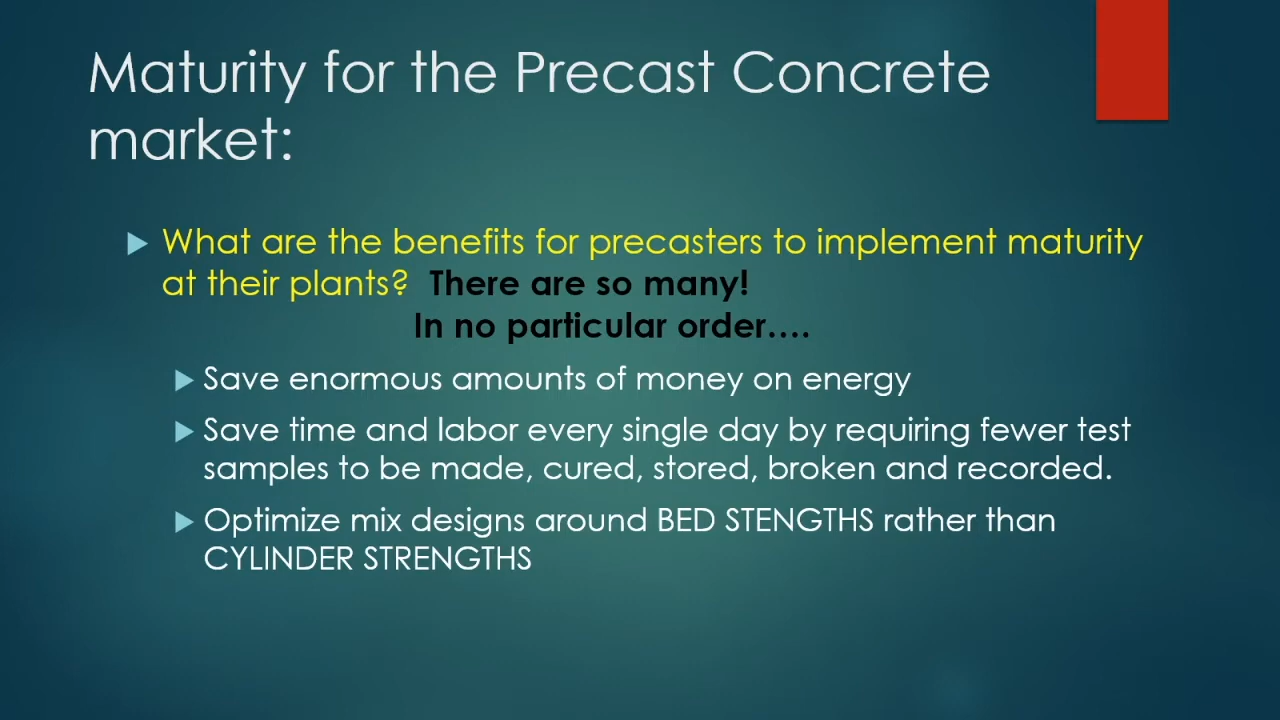 Maturity for the Precast Concrete
market:
What are the benefits for precasters to implement maturity
at their plants? There are so many!
In no particular order....
Save enormous amounts of money on energy
Save time and labor every single day by requiring fewer test
samples to be made, cured, stored, broken and recorded.
Optimize mix designs around BED STENGTHS rather than
CYLINDER STRENGTHS